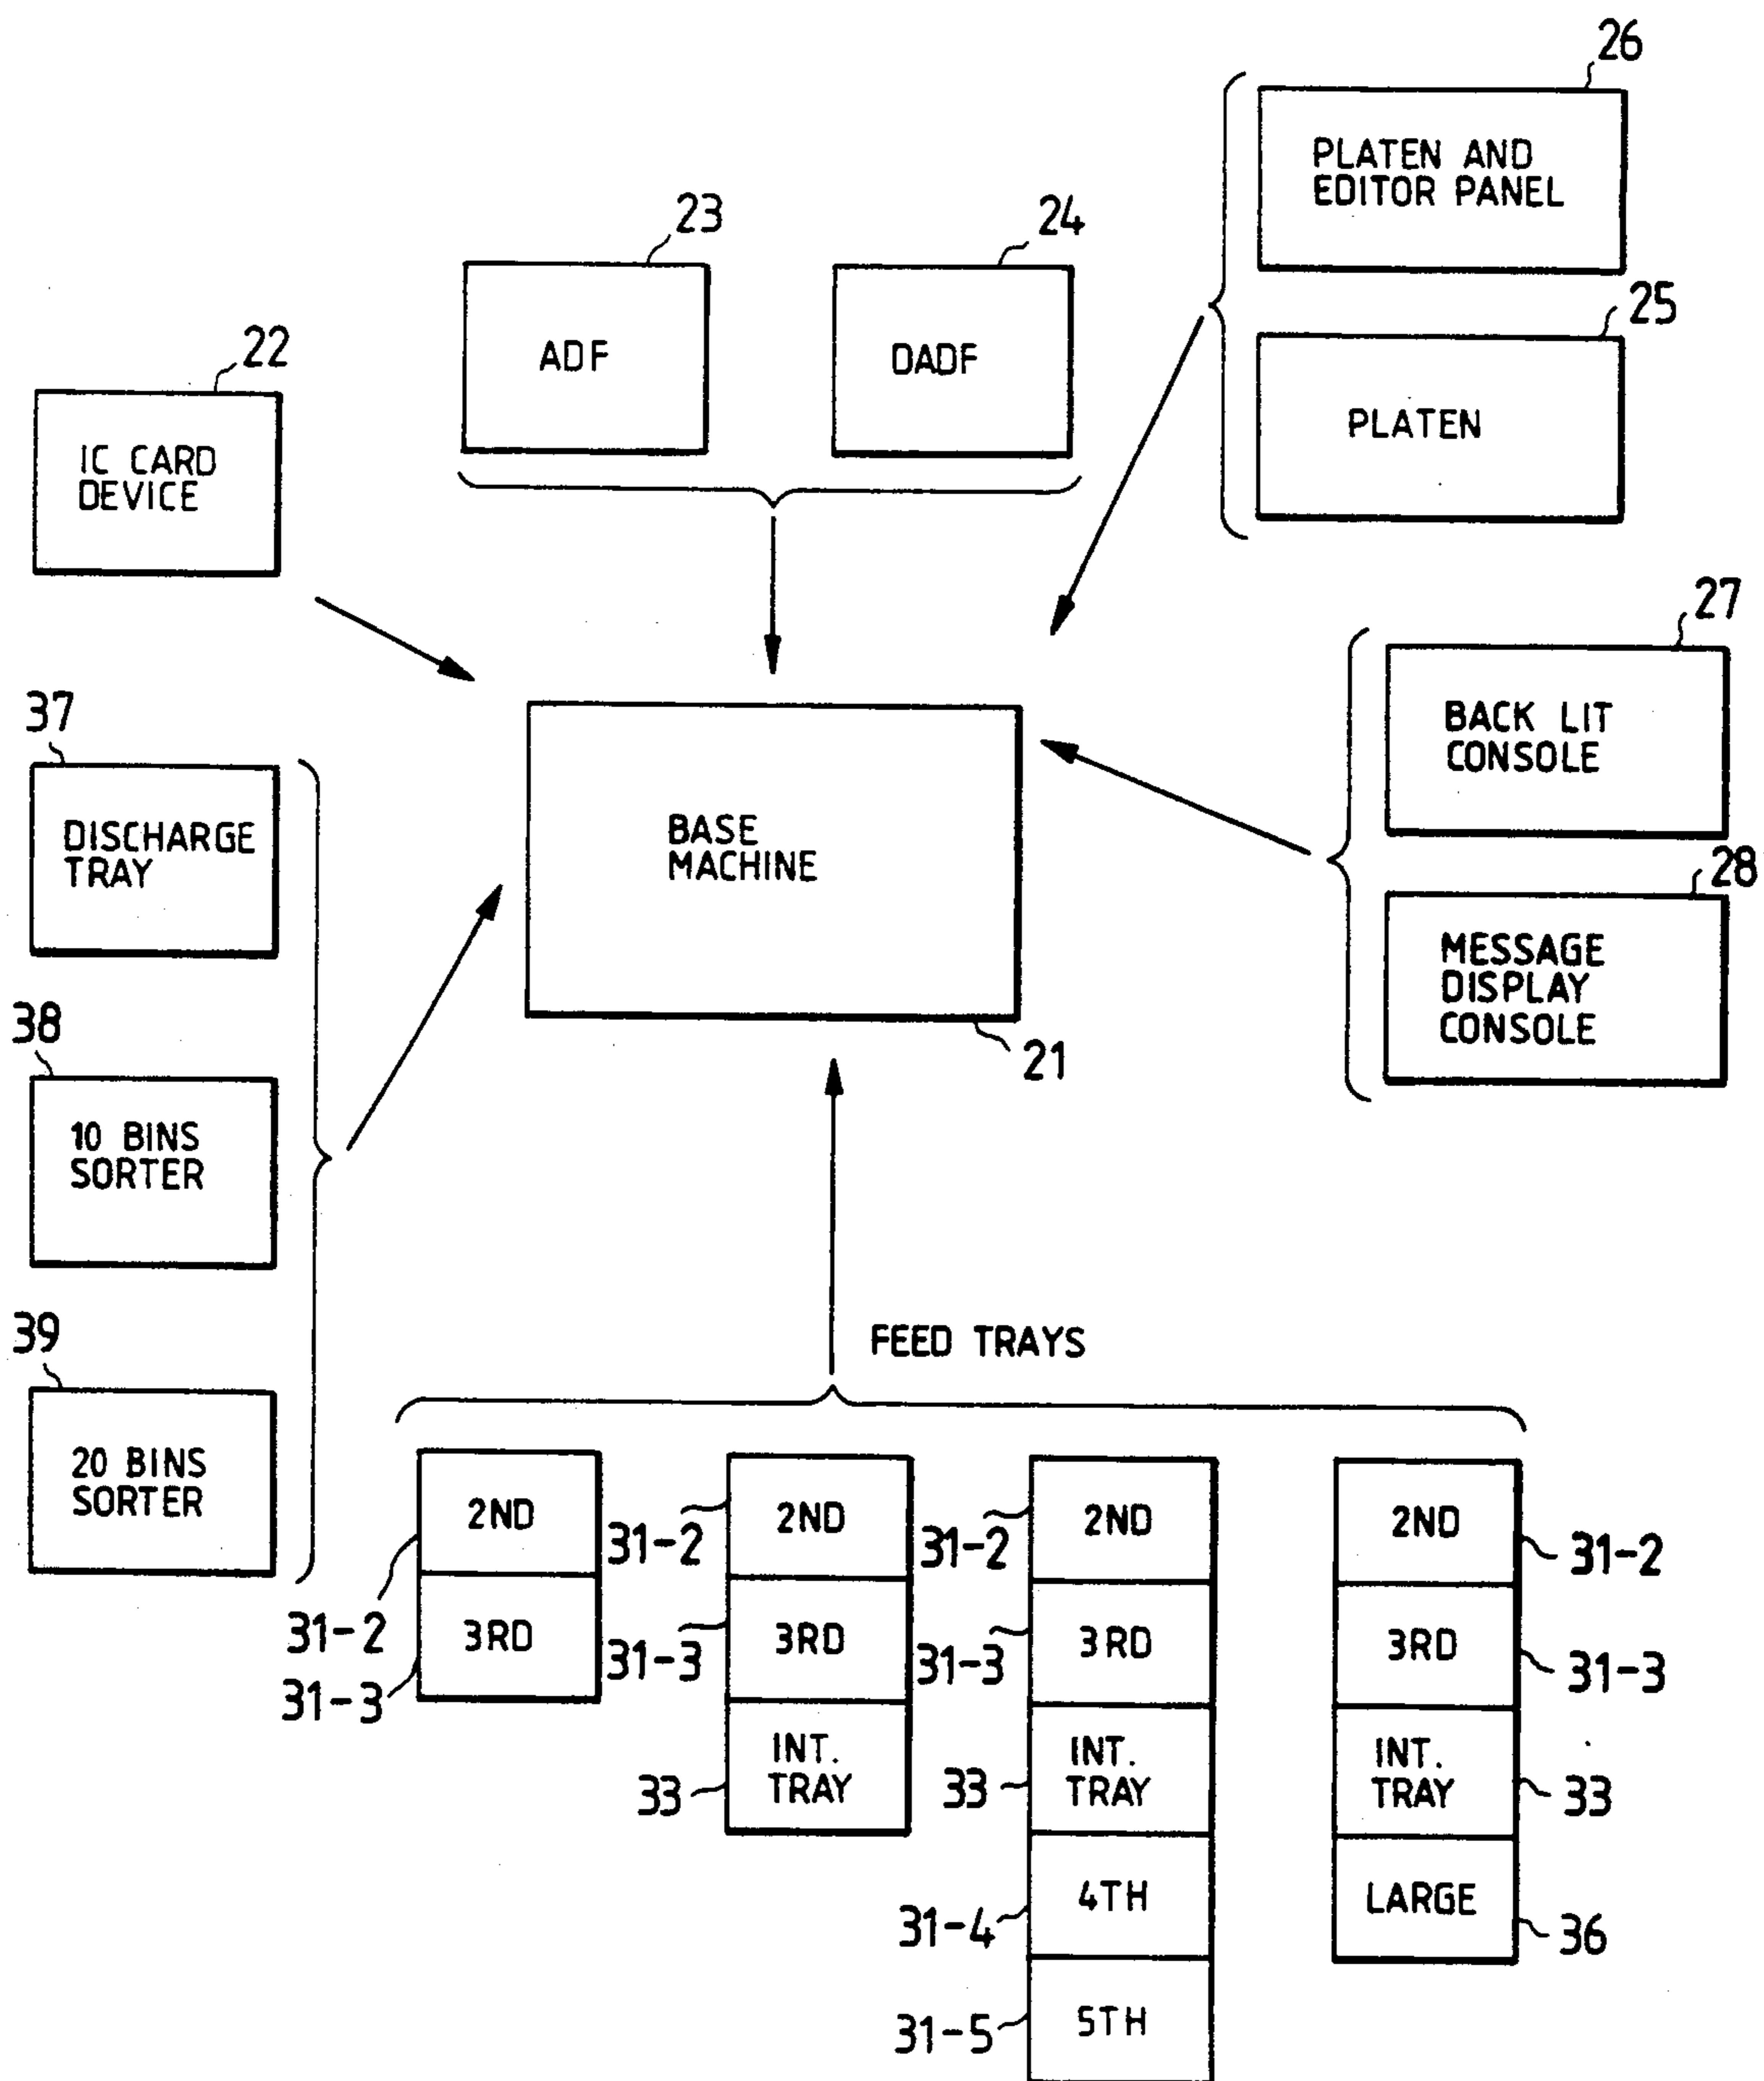 26
PLATEN AND
EDITOR PANEL
23
24
25
ADF
DADF
PLATEN
22
IC CARD
DEVICE
27
BACK LIT
CONSOLE
37
DISCHARGE
TRAY
BASE
MACHINE
28
MESSAGE
DISPLAY
CONSOLE
21
38
10 BINS
SORTER
39
20 BINS
SORTER
FEED TRAYS
2ND
31-2
2ND
31-2
2ND
2ND
31-2
31-2
3RD
31-3
31-3
3RD
31-3
3RD
3RD
31-3
INT.
TRAY
33
INT.
TRAY
33
INT.
TRAY
33
4TH
31-4
LARGE
36
5TH
31-5